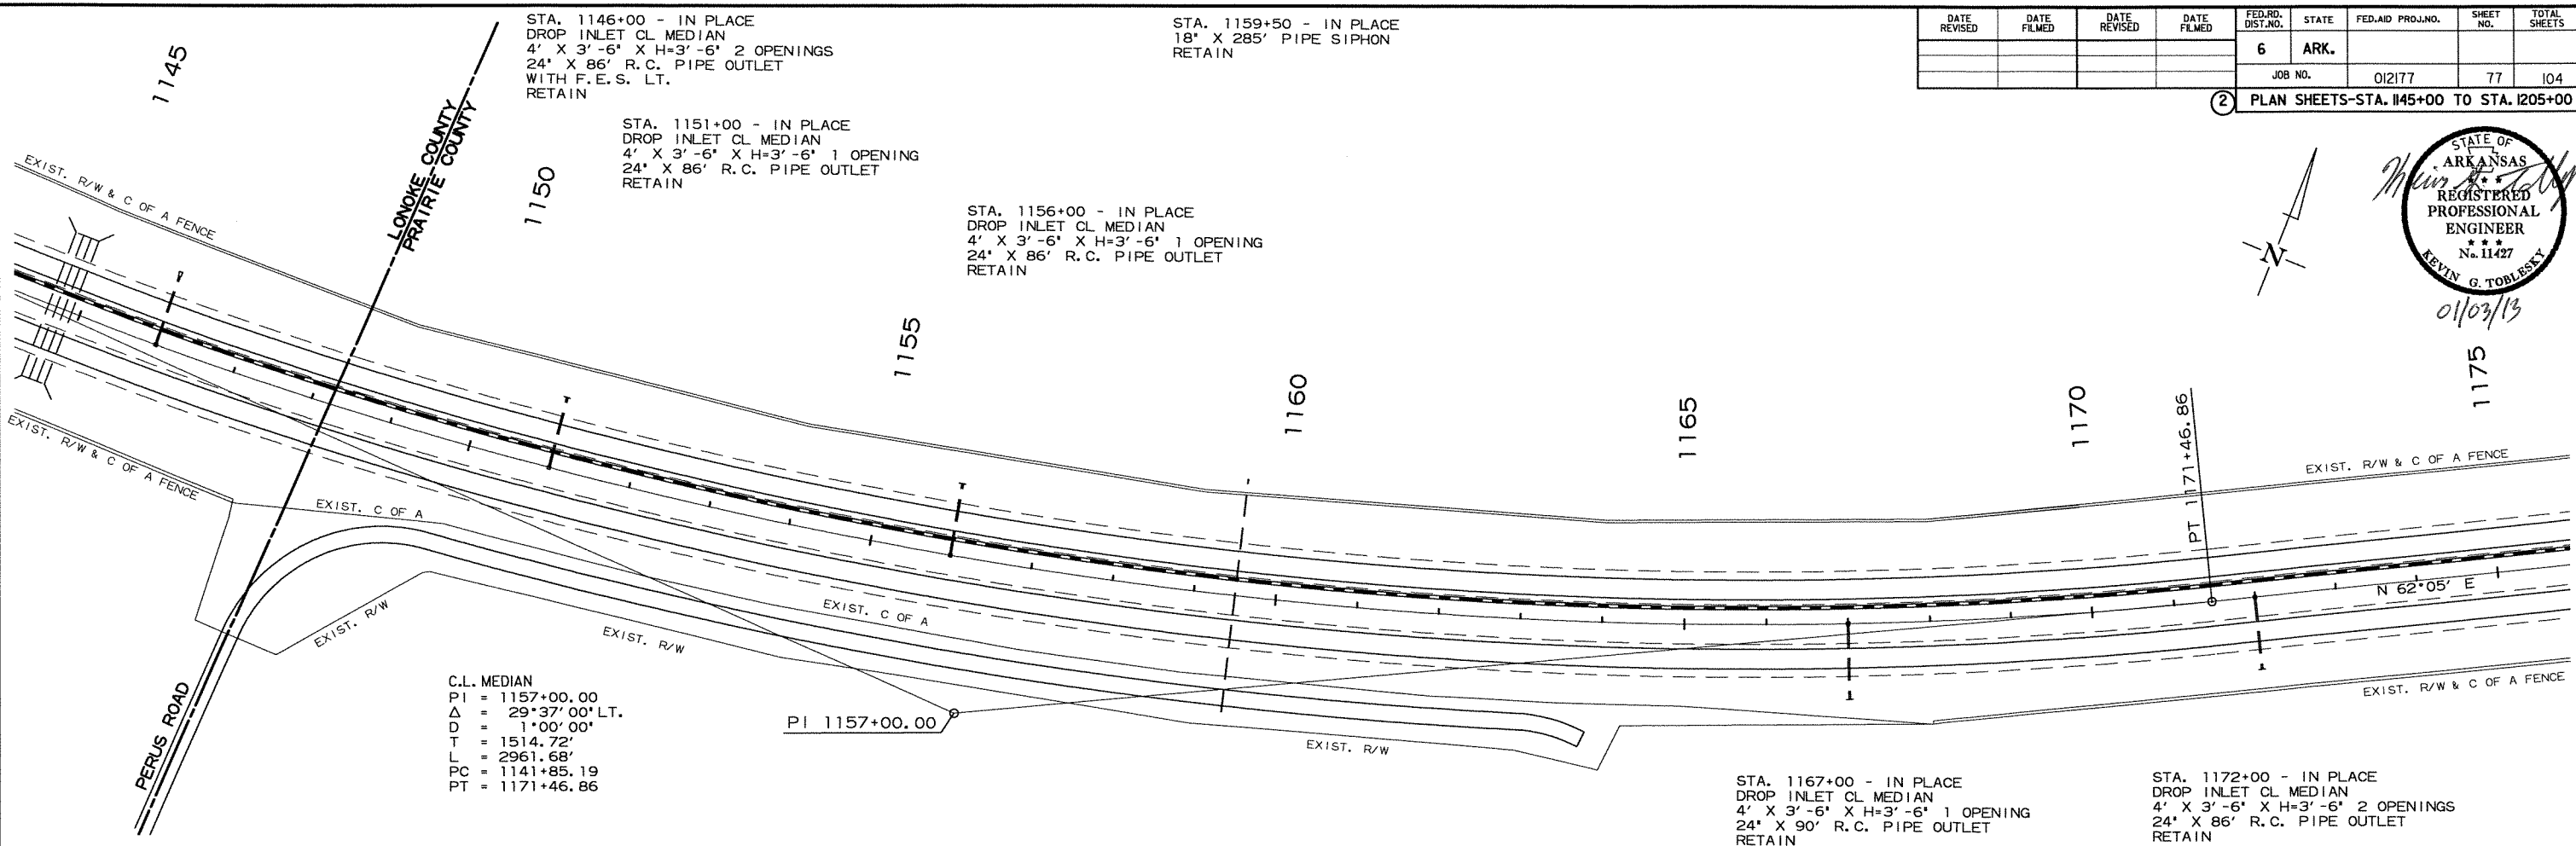 STA. 1146+00 - IN PLACE
DROP INLET CL MEDIAN
4' X 3'-6" X H=3'-6" 2 OPENINGS
24" X 86' R.C. PIPE OUTLET
WITH F.E.S. LT.
RETAIN
STA. 1159+50 - IN PLACE
18" X 285' PIPE SIPHON
RETAIN
DATE REVISED
DATE FILMED
DATE REVISED
DATE FILMED
FED.RD. DIST.NO.
STATE
FED.AID PROJ.NO.
SHEET NO.
TOTAL SHEETS
6
ARK.
JOB NO.
012177
77
104
2
PLAN SHEETS-STA. 1145+00 TO STA. 1205+00
STATE OF
ARKANSAS
REGISTERED
PROFESSIONAL
ENGINEER
No. 11427
KEVIN G. TOBLESKY
01/03/13
N
STA. 1151+00 - IN PLACE
DROP INLET CL MEDIAN
4' X 3'-6" X H=3'-6" 1 OPENING
24" X 86' R.C. PIPE OUTLET
RETAIN
STA. 1156+00 - IN PLACE
DROP INLET CL MEDIAN
4' X 3'-6" X H=3'-6" 1 OPENING
24" X 86' R.C. PIPE OUTLET
RETAIN
1145
1150
1155
1160
1165
1170
1175
LONOKE COUNTY
PRAIRIE COUNTY
EXIST. R/W & C OF A FENCE
EXIST. R/W & C OF A FENCE
PT 1171+46.86
EXIST. R/W & C OF A FENCE
N 62°05' E
EXIST. C OF A
EXIST. R/W
EXIST. R/W
EXIST. C OF A
EXIST. R/W
EXIST. R/W & C OF A FENCE
PERUS ROAD
PI 1157+00.00
C.L. MEDIAN
PI = 1157+00.00
Δ = 29°37'00" LT.
D = 1°00'00"
T = 1514.72'
L = 2961.68'
PC = 1141+85.19
PT = 1171+46.86
STA. 1167+00 - IN PLACE
DROP INLET CL MEDIAN
4' X 3'-6" X H=3'-6" 1 OPENING
24" X 90' R.C. PIPE OUTLET
RETAIN
STA. 1172+00 - IN PLACE
DROP INLET CL MEDIAN
4' X 3'-6" X H=3'-6" 2 OPENINGS
24" X 86' R.C. PIPE OUTLET
RETAIN